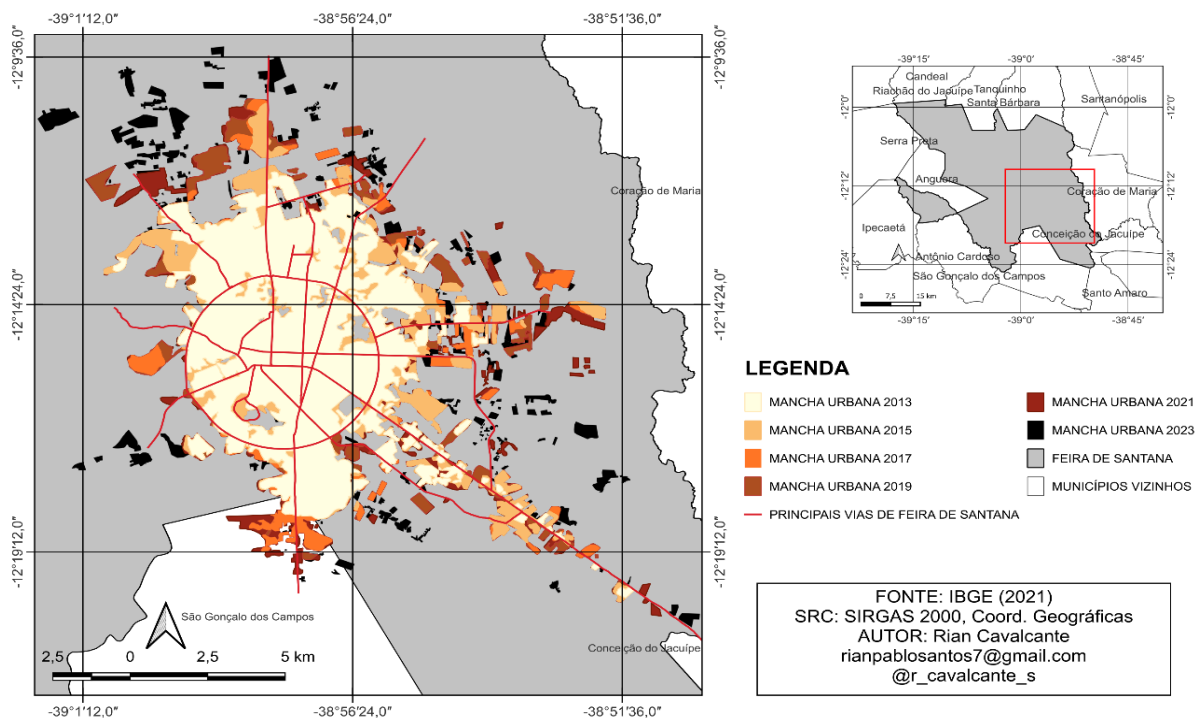 -39°1'12,0" -38°56'24,0" -38°51'36,0"
-12°9'36,0" -12°9'36,0"
-12°14'24,0" -12°14'24,0"
-12°19'12,0" -12°19'12,0"
Coração de Maria
São Gonçalo dos Campos
Conceição do Jacuípe
2,5 0 2,5 5 km
-39°1'12,0" -38°56'24,0" -38°51'36,0"
-39°15' -39°0' -38°45'
Candeal
Riachão do Jacuípe
Tanquinho
Santa Bárbara
Santanópolis
-12°0' -12°0'
Serra Preta
Anguera
-12°12' -12°12'
Coração de Maria
Ipecaetá
Conceição do Jacuípe
Antônio Cardoso
-12°24' -12°24'
São Gonçalo dos Campos
Santo Amaro
0 7,5 15 km
-39°15' -39°0' -38°45'
LEGENDA
MANCHA URBANA 2013
MANCHA URBANA 2015
MANCHA URBANA 2017
MANCHA URBANA 2019
MANCHA URBANA 2021
MANCHA URBANA 2023
FEIRA DE SANTANA
MUNICÍPIOS VIZINHOS
PRINCIPAIS VIAS DE FEIRA DE SANTANA
FONTE: IBGE (2021)
SRC: SIRGAS 2000, Coord. Geográficas
AUTOR: Rian Cavalcante
rianpablosantos7@gmail.com
@r_cavalcante_s